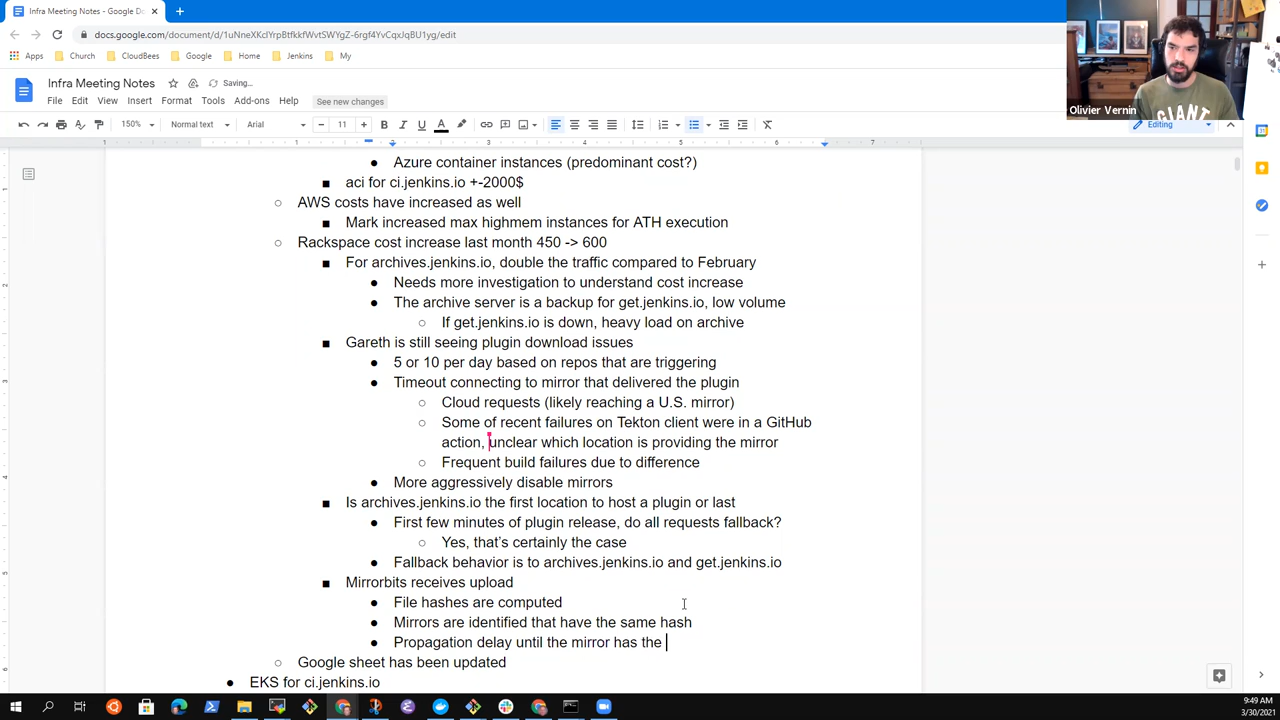 Infra Meeting Notes - Google Do
docs.google.com/document/d/1uNneXKclYrpBtfkkfWvtSWYgZ-6rgf4YvCqxJqBU1yg/edit
Apps Church CloudBees Google Home Jenkins My
Infra Meeting Notes Saving...
File Edit View Insert Format Tools Add-ons Help See new changes
150% Normal text Arial 11 Editing
Olivier Vernin
GIANT
1 1 2 3 4 5 6 7
Azure container instances (predominant cost?)
aci for ci.jenkins.io +-2000$
AWS costs have increased as well
Mark increased max highmem instances for ATH execution
Rackspace cost increase last month 450 -> 600
For archives.jenkins.io, double the traffic compared to February
Needs more investigation to understand cost increase
The archive server is a backup for get.jenkins.io, low volume
If get.jenkins.io is down, heavy load on archive
Gareth is still seeing plugin download issues
5 or 10 per day based on repos that are triggering
Timeout connecting to mirror that delivered the plugin
Cloud requests (likely reaching a U.S. mirror)
Some of recent failures on Tekton client were in a GitHub
action, unclear which location is providing the mirror
Frequent build failures due to difference
More aggressively disable mirrors
Is archives.jenkins.io the first location to host a plugin or last
First few minutes of plugin release, do all requests fallback?
Yes, that's certainly the case
Fallback behavior is to archives.jenkins.io and get.jenkins.io
Mirrorbits receives upload
File hashes are computed
Mirrors are identified that have the same hash
Propagation delay until the mirror has the
Google sheet has been updated
EKS for ci.jenkins.io
9:49 AM
3/30/2021